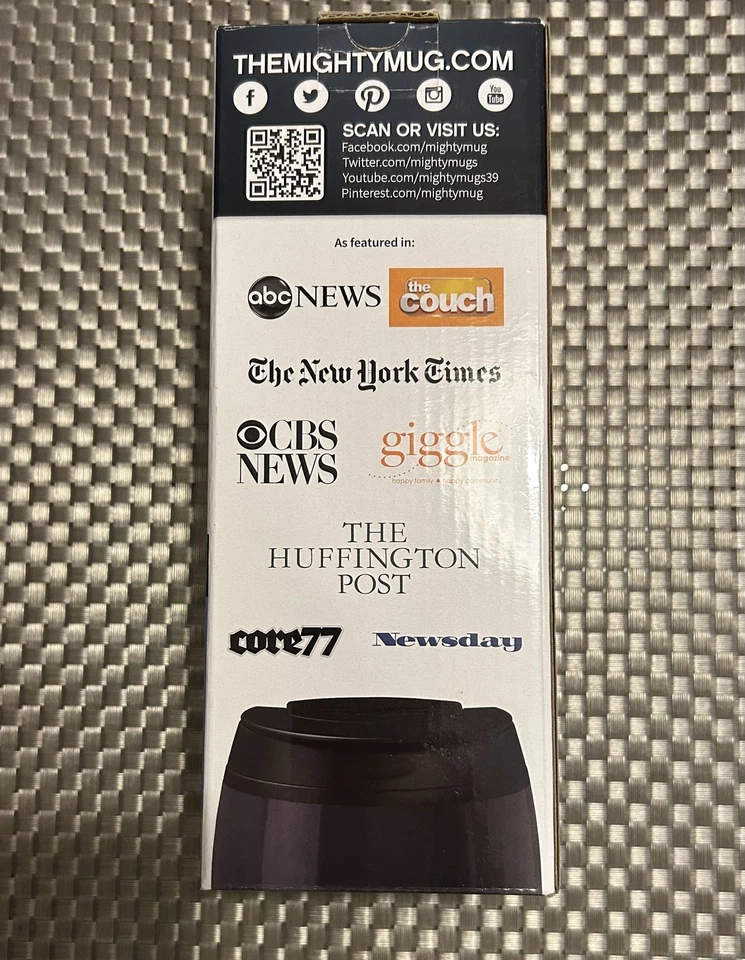 THEMIGHTYMUG.COM
f
You
Tube
SCAN OR VISIT US:
Facebook.com/mightymug
Twitter.com/mightymugs
Youtube.com/mightymugs39
Pinterest.com/mightymug
As featured in:
abc NEWS
the
couch
The New York Times
CBS
NEWS
giggle
magazine
happy family ★ happy community
THE
HUFFINGTON
POST
core77
Newsday